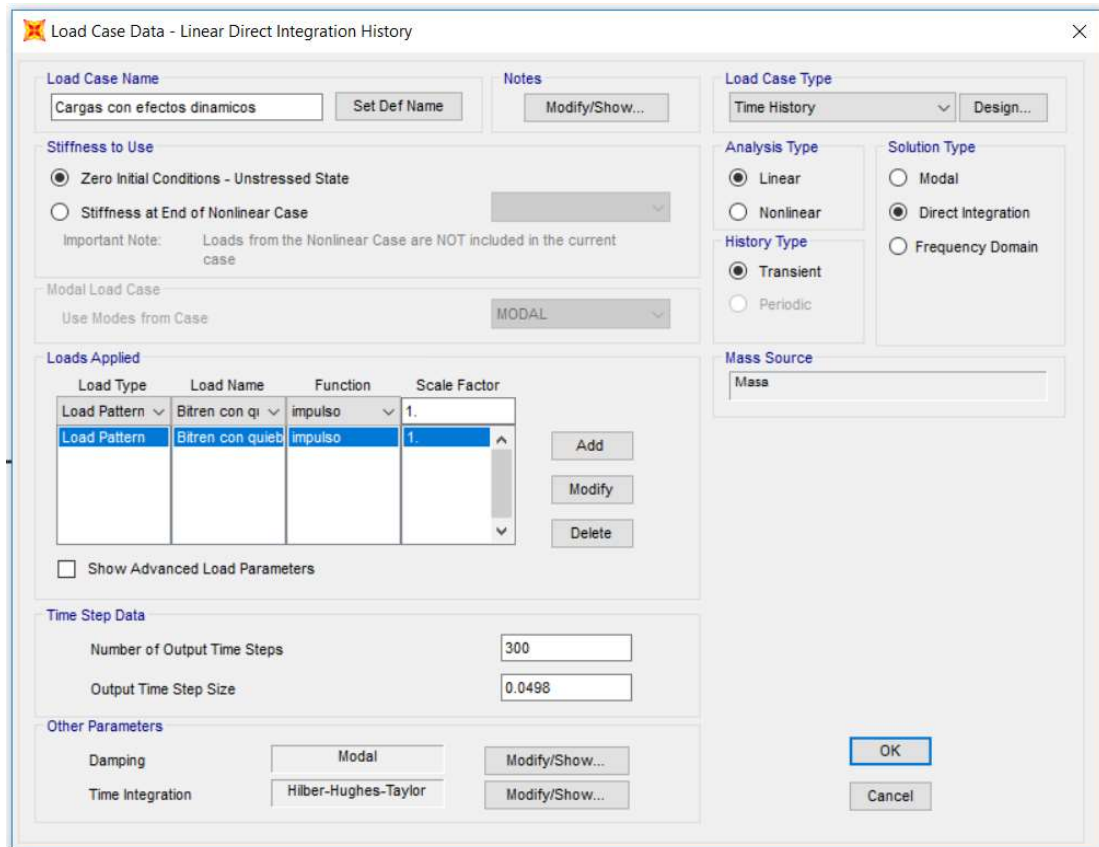 Load Case Data - Linear Direct Integration History
Load Case Name
Cargas con efectos dinamicos
Set Def Name
Notes
Modify/Show...
Load Case Type
Time History
Design...
Stiffness to Use
Zero Initial Conditions - Unstressed State
Stiffness at End of Nonlinear Case
Important Note: Loads from the Nonlinear Case are NOT included in the current
case
Analysis Type
Linear
Nonlinear
Solution Type
Modal
Direct Integration
Frequency Domain
History Type
Transient
Periodic
Modal Load Case
Use Modes from Case
MODAL
Loads Applied
Load Type Load Name Function Scale Factor
Load Pattern Bitren con qu impulso 1.
Load Pattern Bitren con quieb impulso 1.
Add
Modify
Delete
Show Advanced Load Parameters
Mass Source
Masa
Time Step Data
Number of Output Time Steps 300
Output Time Step Size 0.0498
Other Parameters
Damping Modal Modify/Show...
Time Integration Hilber-Hughes-Taylor Modify/Show...
OK
Cancel